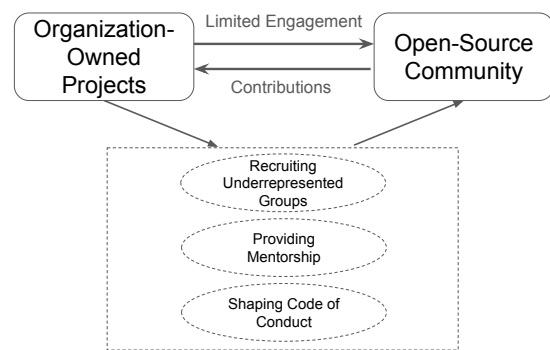 Organization-
Owned
Projects
Limited Engagement
Contributions
Open-Source
Community
Recruiting
Underrepresented
Groups
Providing
Mentorship
Shaping Code of
Conduct